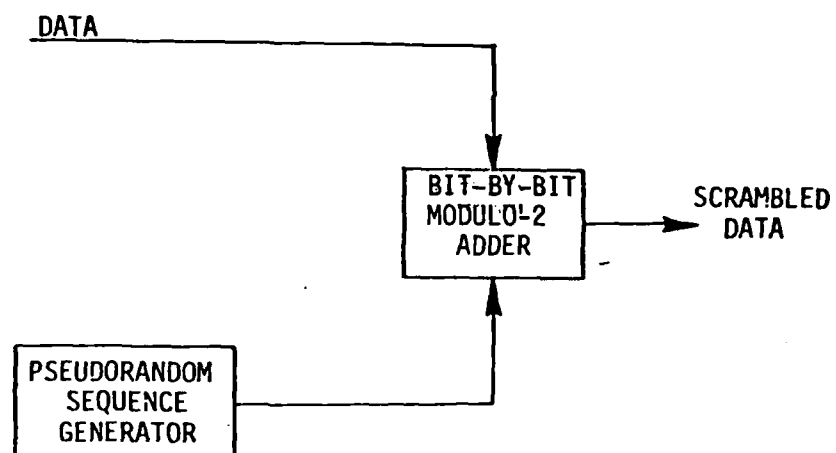 DATA
BIT-BY-BIT
MODULO-2
ADDER
SCRAMBLED
DATA
PSEUDORANDOM
SEQUENCE
GENERATOR